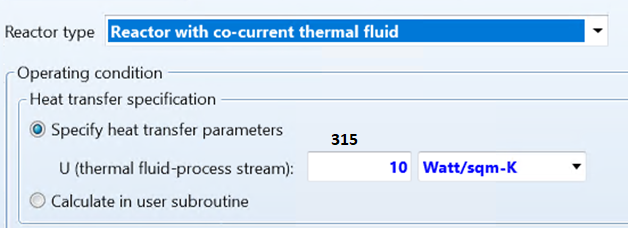 Reactor type Reactor with co-current thermal fluid
Operating condition
Heat transfer specification
Specify heat transfer parameters
315
U (thermal fluid-process stream): 10 Watt/sqm-K
Calculate in user subroutine